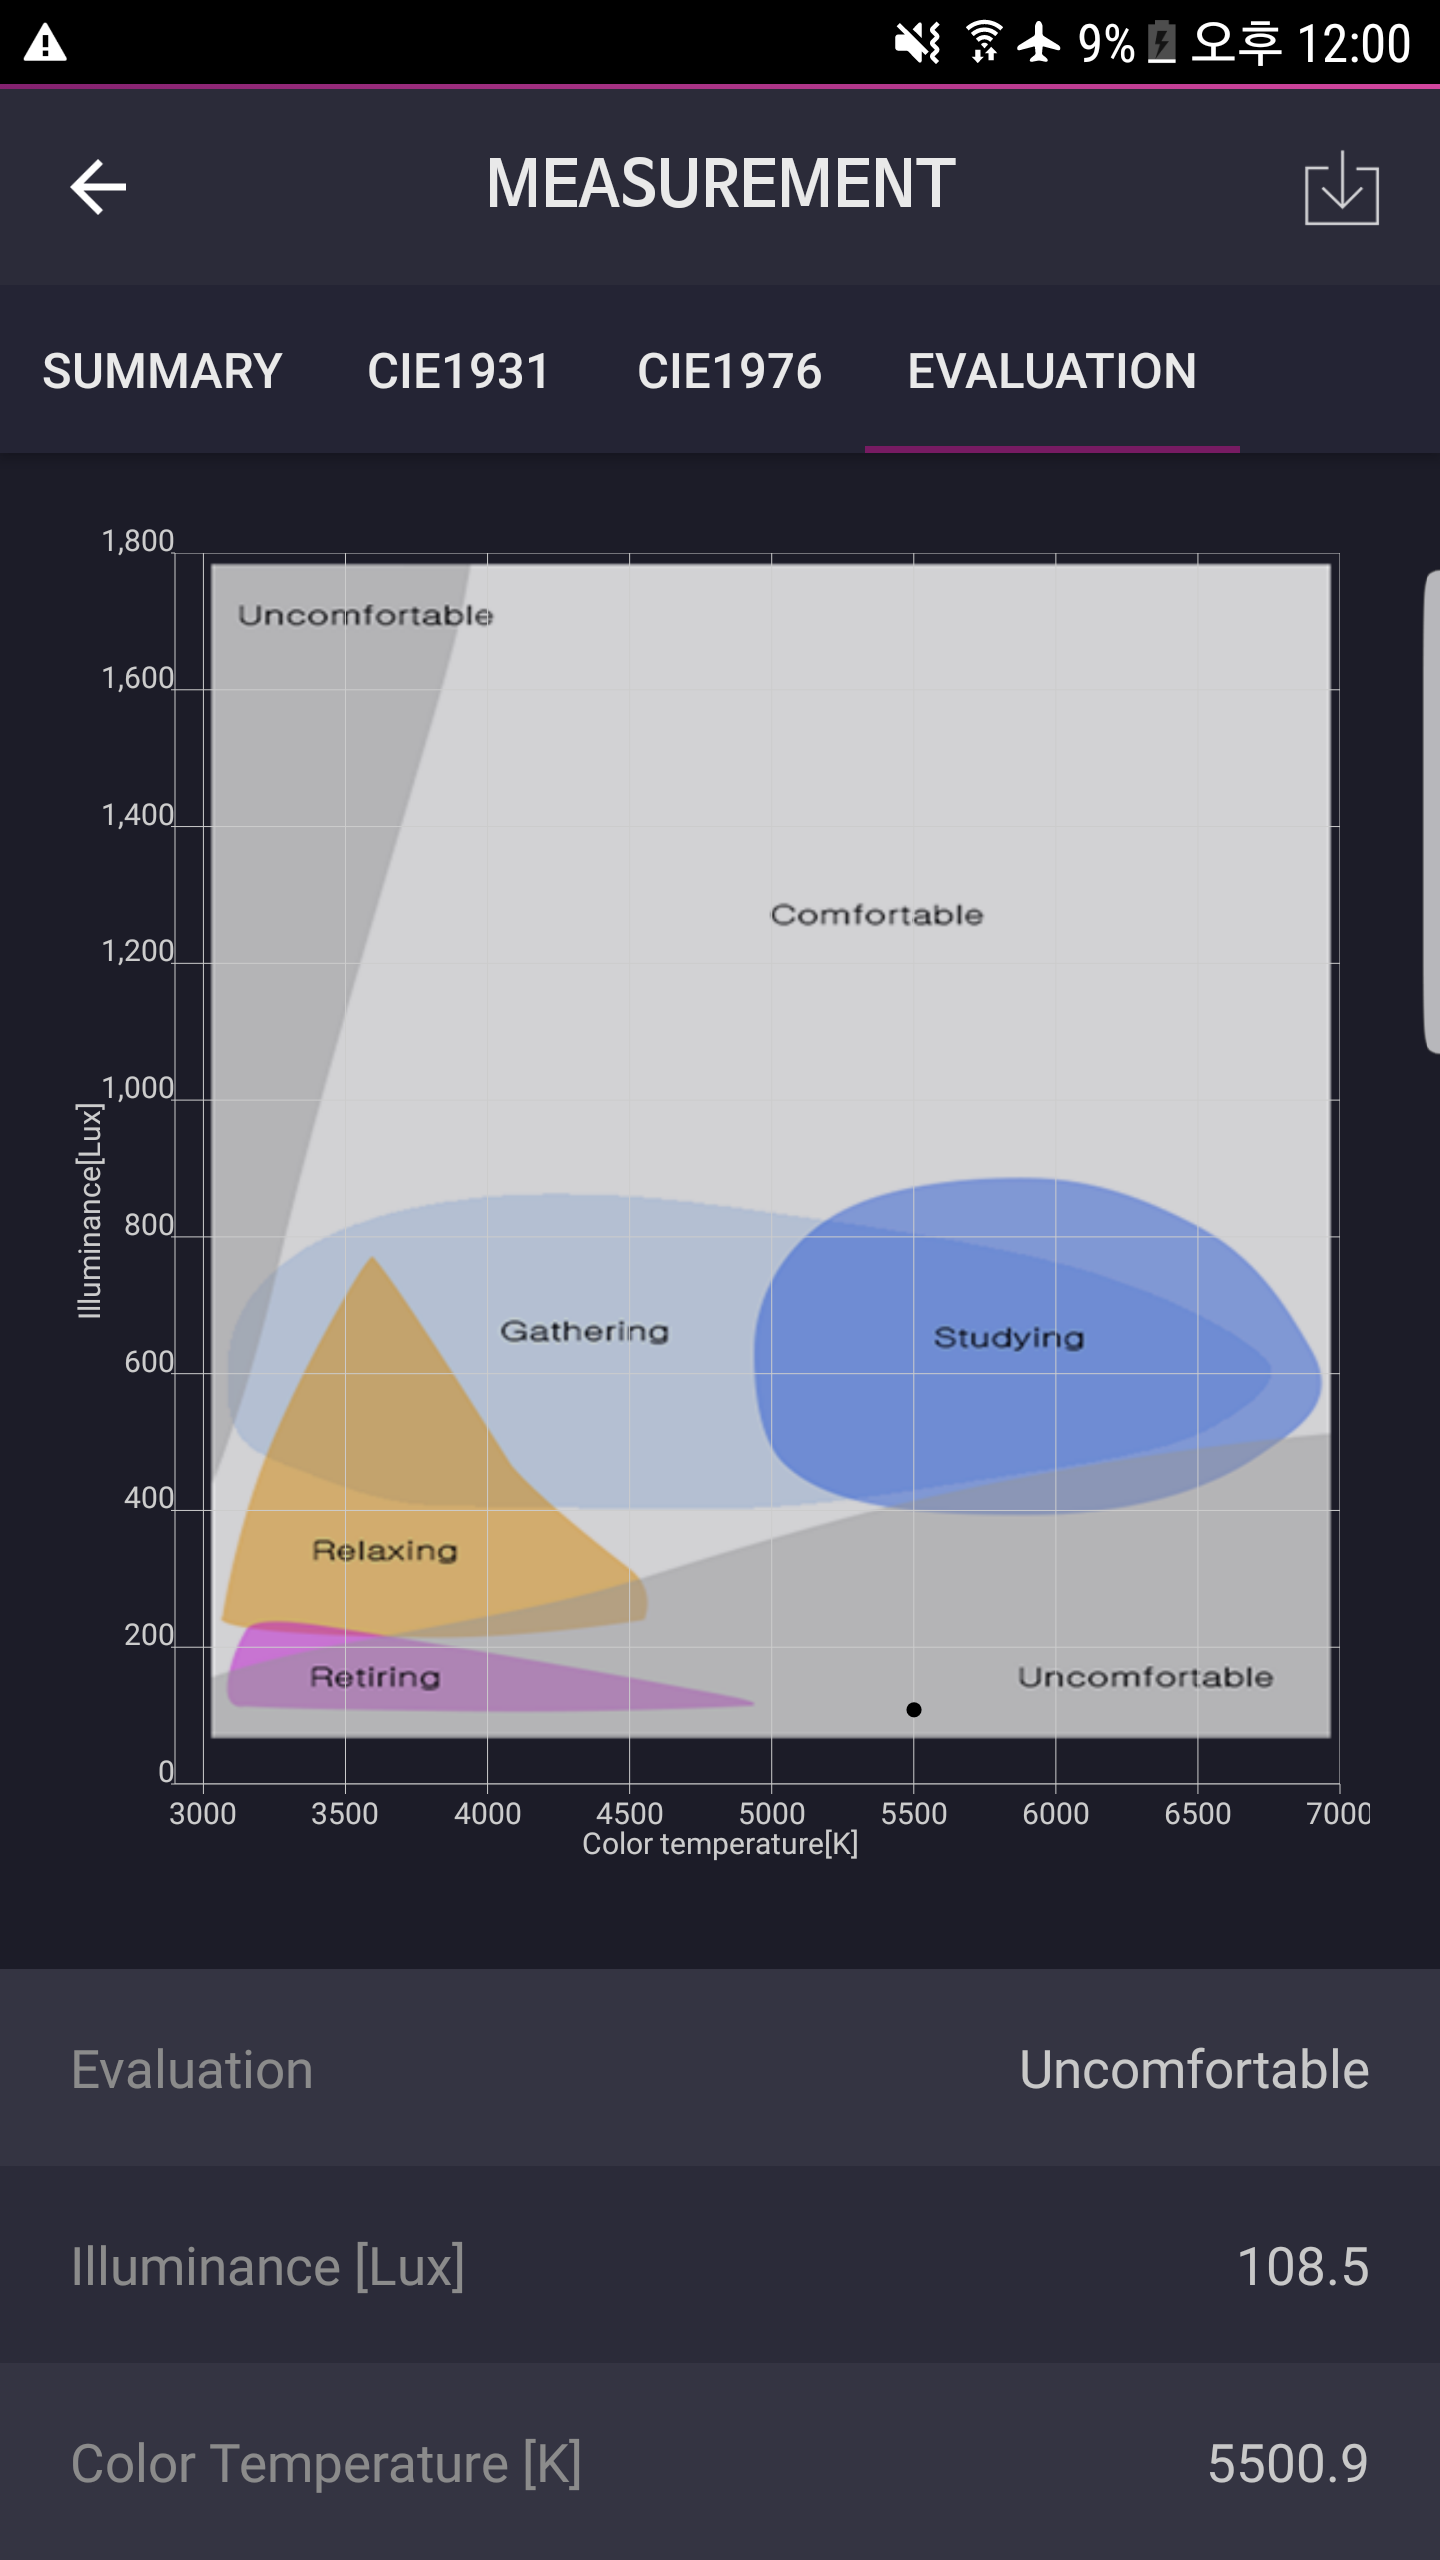 9% 오후 12:00
MEASUREMENT
SUMMARY CIE1931 CIE1976 EVALUATION
1,800
Uncomfortable
1,600
1,400
Comfortable
1,200
1,000
Illuminance[Lux]
800
Gathering
Studying
600
400
Relaxing
200
Retiring
Uncomfortable
0
3000 3500 4000 4500 5000 5500 6000 6500 7000
Color temperature[K]
Evaluation Uncomfortable
Illuminance [Lux] 108.5
Color Temperature [K] 5500.9